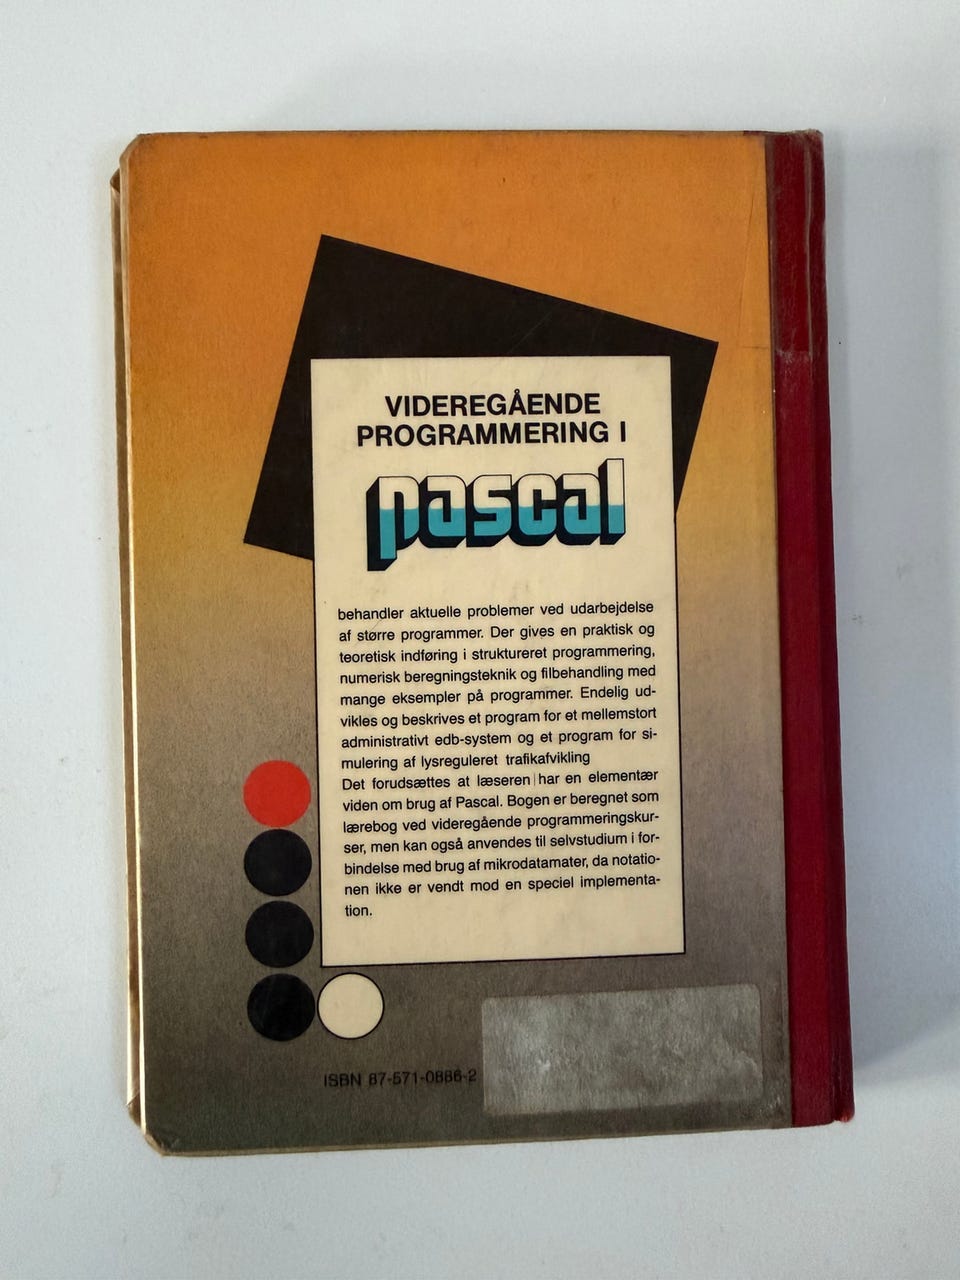 VIDEREGÅENDE
PROGRAMMERING I
pascal
behandler aktuelle problemer ved udarbejdelse
af større programmer. Der gives en praktisk og
teoretisk indføring i struktureret programmering,
numerisk beregningsteknik og filbehandling med
mange eksempler på programmer. Endelig ud-
vikles og beskrives et program for et mellemstort
administrativt edb-system og et program for si-
mulering af lysreguleret trafikafvikling
Det forudsættes at læseren har en elementær
viden om brug af Pascal. Bogen er beregnet som
lærebog ved videregående programmeringskur-
ser, men kan også anvendes til selvstudium i for-
bindelse med brug af mikrodatamater, da notatio-
nen ikke er vendt mod en speciel implementa-
tion.
ISBN 87-571-0886-2